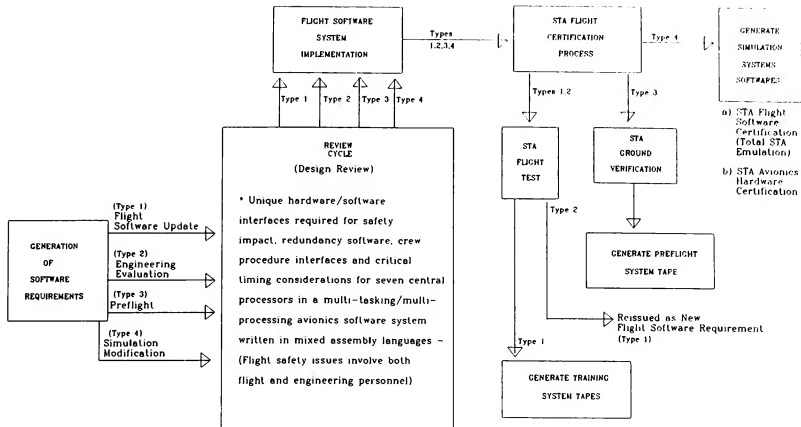 FLIGHT SOFTWARE
SYSTEM
IMPLEMENTATION
Types
1,2,3,4
STA FLIGHT
CERTIFICATION
PROCESS
Type 4
GENERATE
SIMULATION
SYSTEMS
SOFTWARES
a) STA Flight
Software
Certification
(Total STA
Emulation)
b) STA Avionics
Hardware
Certification
Type 1
Type 2
Type 3
Type 4
Types 1,2
Type 3
STA
FLIGHT
TEST
STA
GROUND
VERIFICATION
REVIEW
CYCLE
(Design Review)
* Unique hardware/software
interfaces required for safety
impact, redundancy software, crew
procedure interfaces and critical
timing considerations for seven central
processors in a multi-tasking/multi-
processing avionics software system
written in mixed assembly languages -
(Flight safety issues involve both
flight and engineering personnel)
GENERATION
OF
SOFTWARE
REQUIREMENTS
(Type 1)
Flight
Software Update
(Type 2)
Engineering
Evaluation
(Type 3)
Preflight
(Type 4)
Simulation
Modification
Type 2
GENERATE PREFLIGHT
SYSTEM TAPE
Reissued as New
Flight Software Requirement
(Type 1)
Type 1
GENERATE TRAINING
SYSTEM TAPES